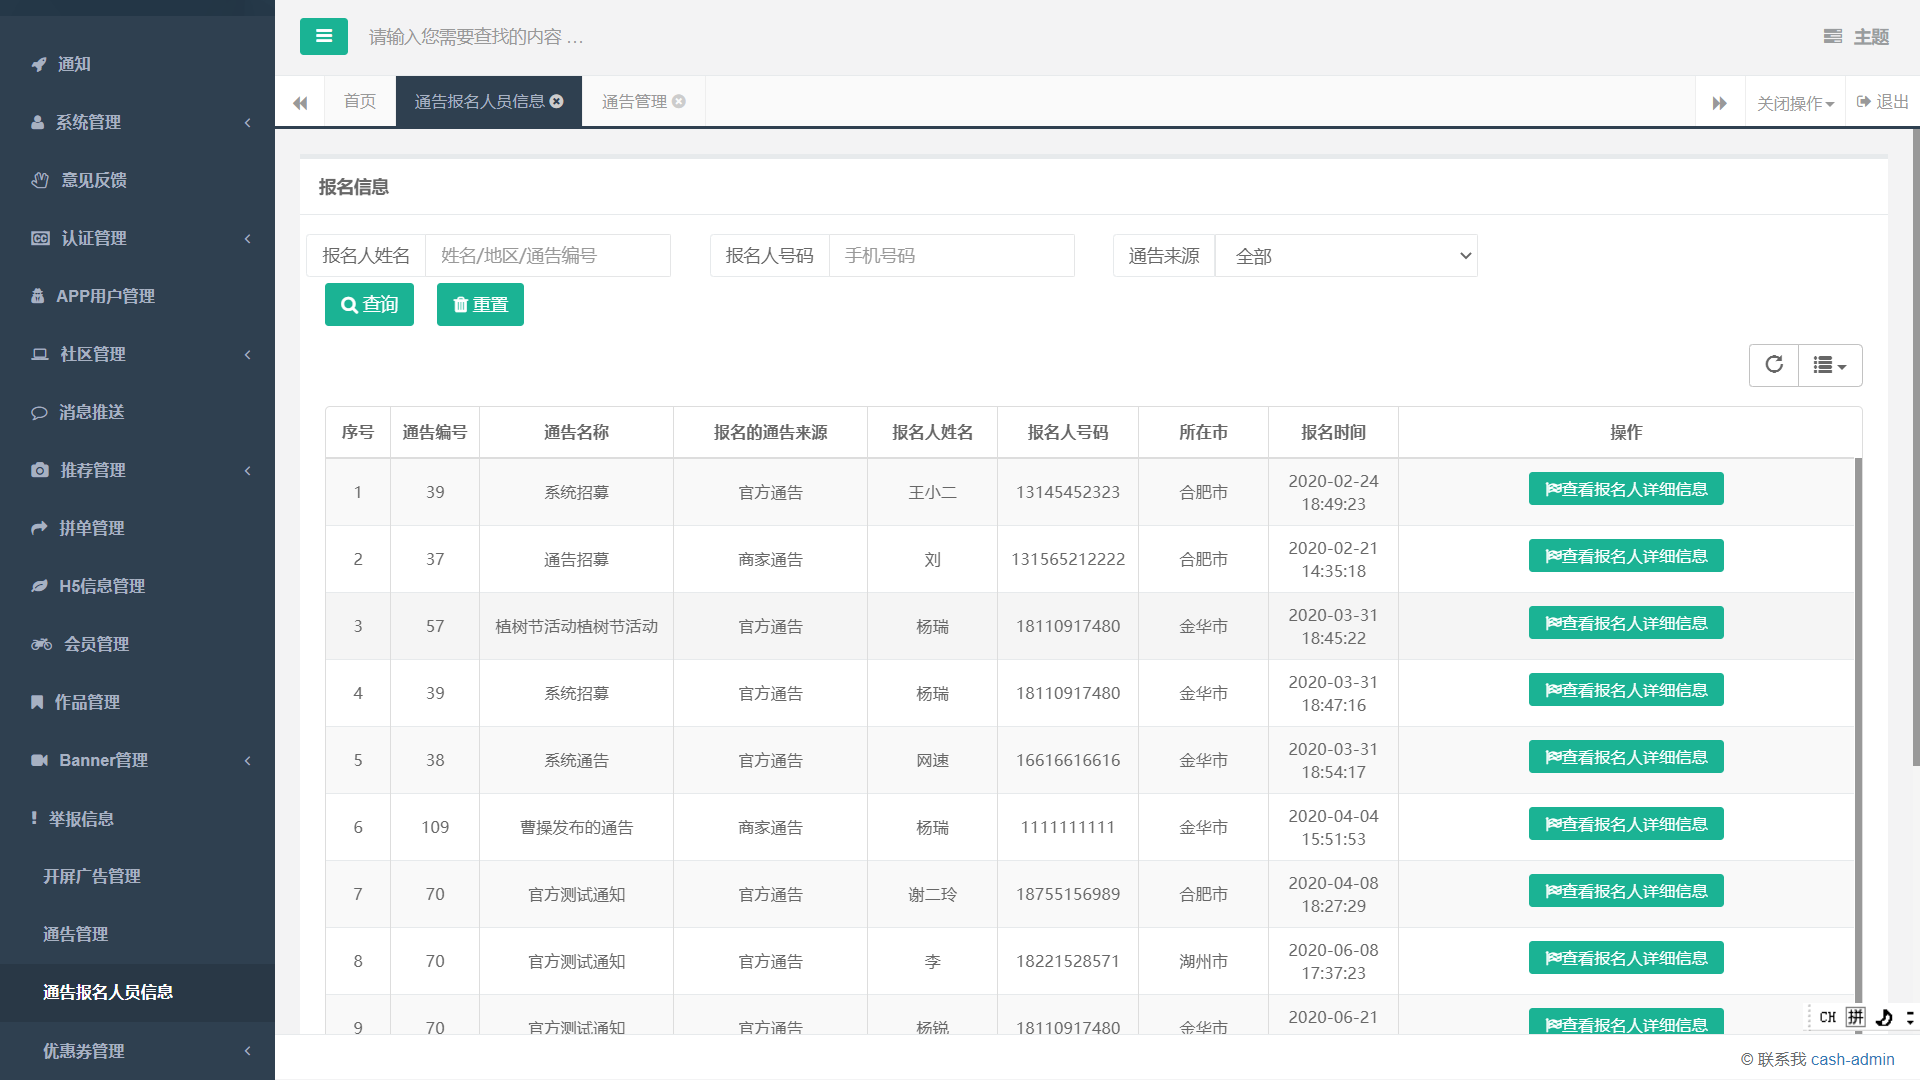 通知
系统管理
意见反馈
认证管理
APP用户管理
社区管理
消息推送
推荐管理
拼单管理
H5信息管理
会员管理
作品管理
Banner管理
举报信息
开屏广告管理
通告管理
通告报名人员信息
优惠券管理
请输入您需要查找的内容 … 主题
首页 通告报名人员信息 通告管理 关闭操作 退出
报名信息
报名人姓名 姓名/地区/通告编号 报名人号码 手机号码 通告来源 全部
查询 重置
序号 通告编号 通告名称 报名的通告来源 报名人姓名 报名人号码 所在市 报名时间 操作
1 39 系统招募 官方通告 王小二 13145452323 合肥市 2020-02-24 18:49:23 查看报名人详细信息
2 37 通告招募 商家通告 刘 131565212222 合肥市 2020-02-21 14:35:18 查看报名人详细信息
3 57 植树节活动植树节活动 官方通告 杨瑞 18110917480 金华市 2020-03-31 18:45:22 查看报名人详细信息
4 39 系统招募 官方通告 杨瑞 18110917480 金华市 2020-03-31 18:47:16 查看报名人详细信息
5 38 系统通告 官方通告 网速 16616616616 金华市 2020-03-31 18:54:17 查看报名人详细信息
6 109 曹操发布的通告 商家通告 杨瑞 1111111111 金华市 2020-04-04 15:51:53 查看报名人详细信息
7 70 官方测试通知 官方通告 谢二玲 18755156989 合肥市 2020-04-08 18:27:29 查看报名人详细信息
8 70 官方测试通知 官方通告 李 18221528571 湖州市 2020-06-08 17:37:23 查看报名人详细信息
9 70 官方测试通知 官方通告 杨锐 18110917480 金华市 2020-06-21 查看报名人详细信息
CH 拼
© 联系我 cash-admin